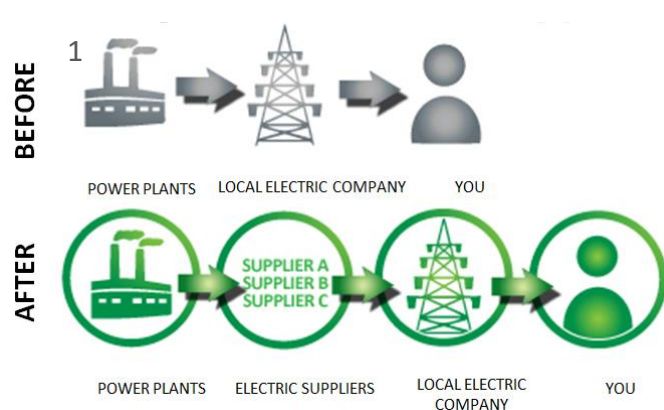 1
BEFORE
POWER PLANTS
LOCAL ELECTRIC COMPANY
YOU
AFTER
SUPPLIER A
SUPPLIER B
SUPPLIER C
POWER PLANTS
ELECTRIC SUPPLIERS
LOCAL ELECTRIC
COMPANY
YOU